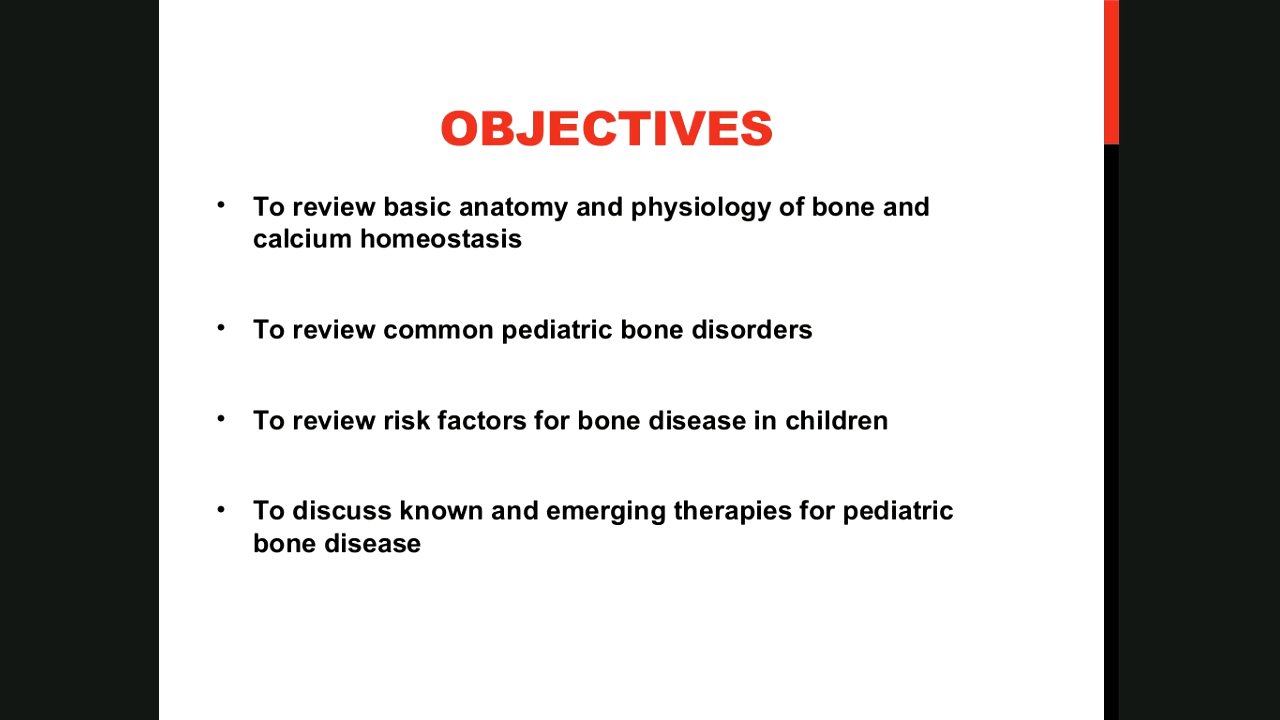 OBJECTIVES
• To review basic anatomy and physiology of bone and
calcium homeostasis
• To review common pediatric bone disorders
• To review risk factors for bone disease in children
• To discuss known and emerging therapies for pediatric
bone disease